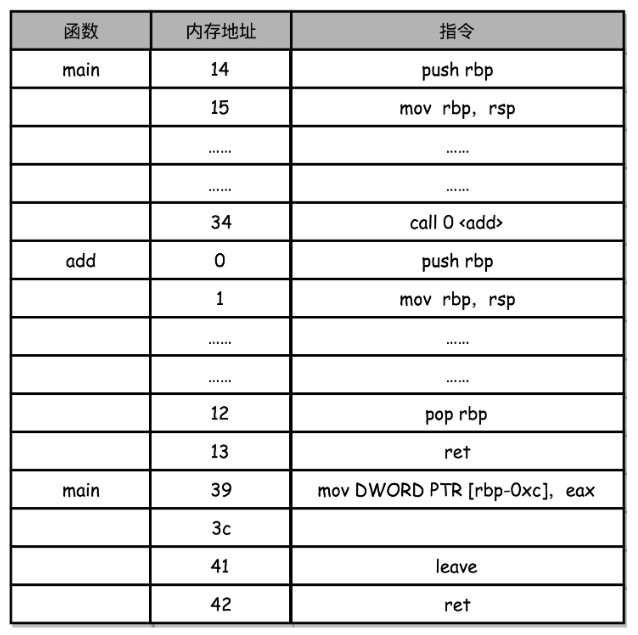 函数 内存地址 指令
main 14 push rbp
15 mov rbp, rsp
...... ......
...... ......
34 call 0 <add>
add 0 push rbp
1 mov rbp, rsp
...... ......
...... ......
12 pop rbp
13 ret
main 39 mov DWORD PTR [rbp-0xc], eax
3c
41 leave
42 ret